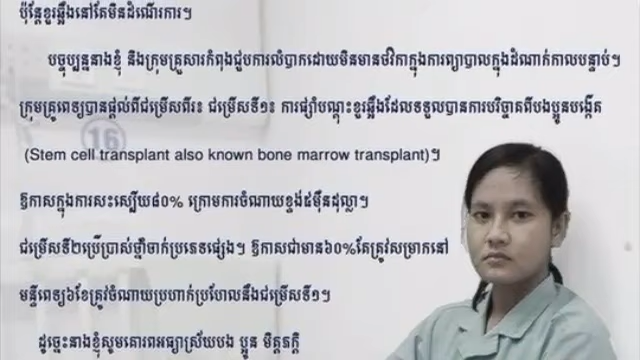 ប៉ុន្តែខួរឆ្អឹងនៅតែមិនដំណើរការ។
បច្ចុប្បន្ននាងខ្ញុំ និងក្រុមគ្រួសារកំពុងជួបការលំបាកដោយមិនមានថវិកាក្នុងការព្យាបាលក្នុងដំណាក់កាលបន្ទាប់។
ក្រុមគ្រូពេទ្យបានផ្តល់ពីជម្រើសពីរ៖ ជម្រើសទី១៖ ការផ្សាំបណ្តុះខួរឆ្អឹងដែលទទួលបានការបរិច្ចាគពីបងប្អូនបង្កើត
(Stem cell transplant also known bone marrow transplant)។
ឱកាសក្នុងការសះស្បើយ៨០% ក្រោមការចំណាយខ្ទង់៥ម៉ឺនដុល្លា។
ជម្រើសទី២ប្រើប្រាស់ថ្នាំចាក់ប្រភេទផ្សេង។ ឱកាសជាមាន៦០%តែត្រូវសម្រាកនៅ
មន្ទីពេទ្យ៦ខែត្រូវចំណាយប្រហាក់ប្រហែលនឹងជម្រើសទី១។
ដូច្នេះនាងខ្ញុំសូមគោរពអធ្យាស្រ័យបង ប្អូន មិត្តភក្តិ
16